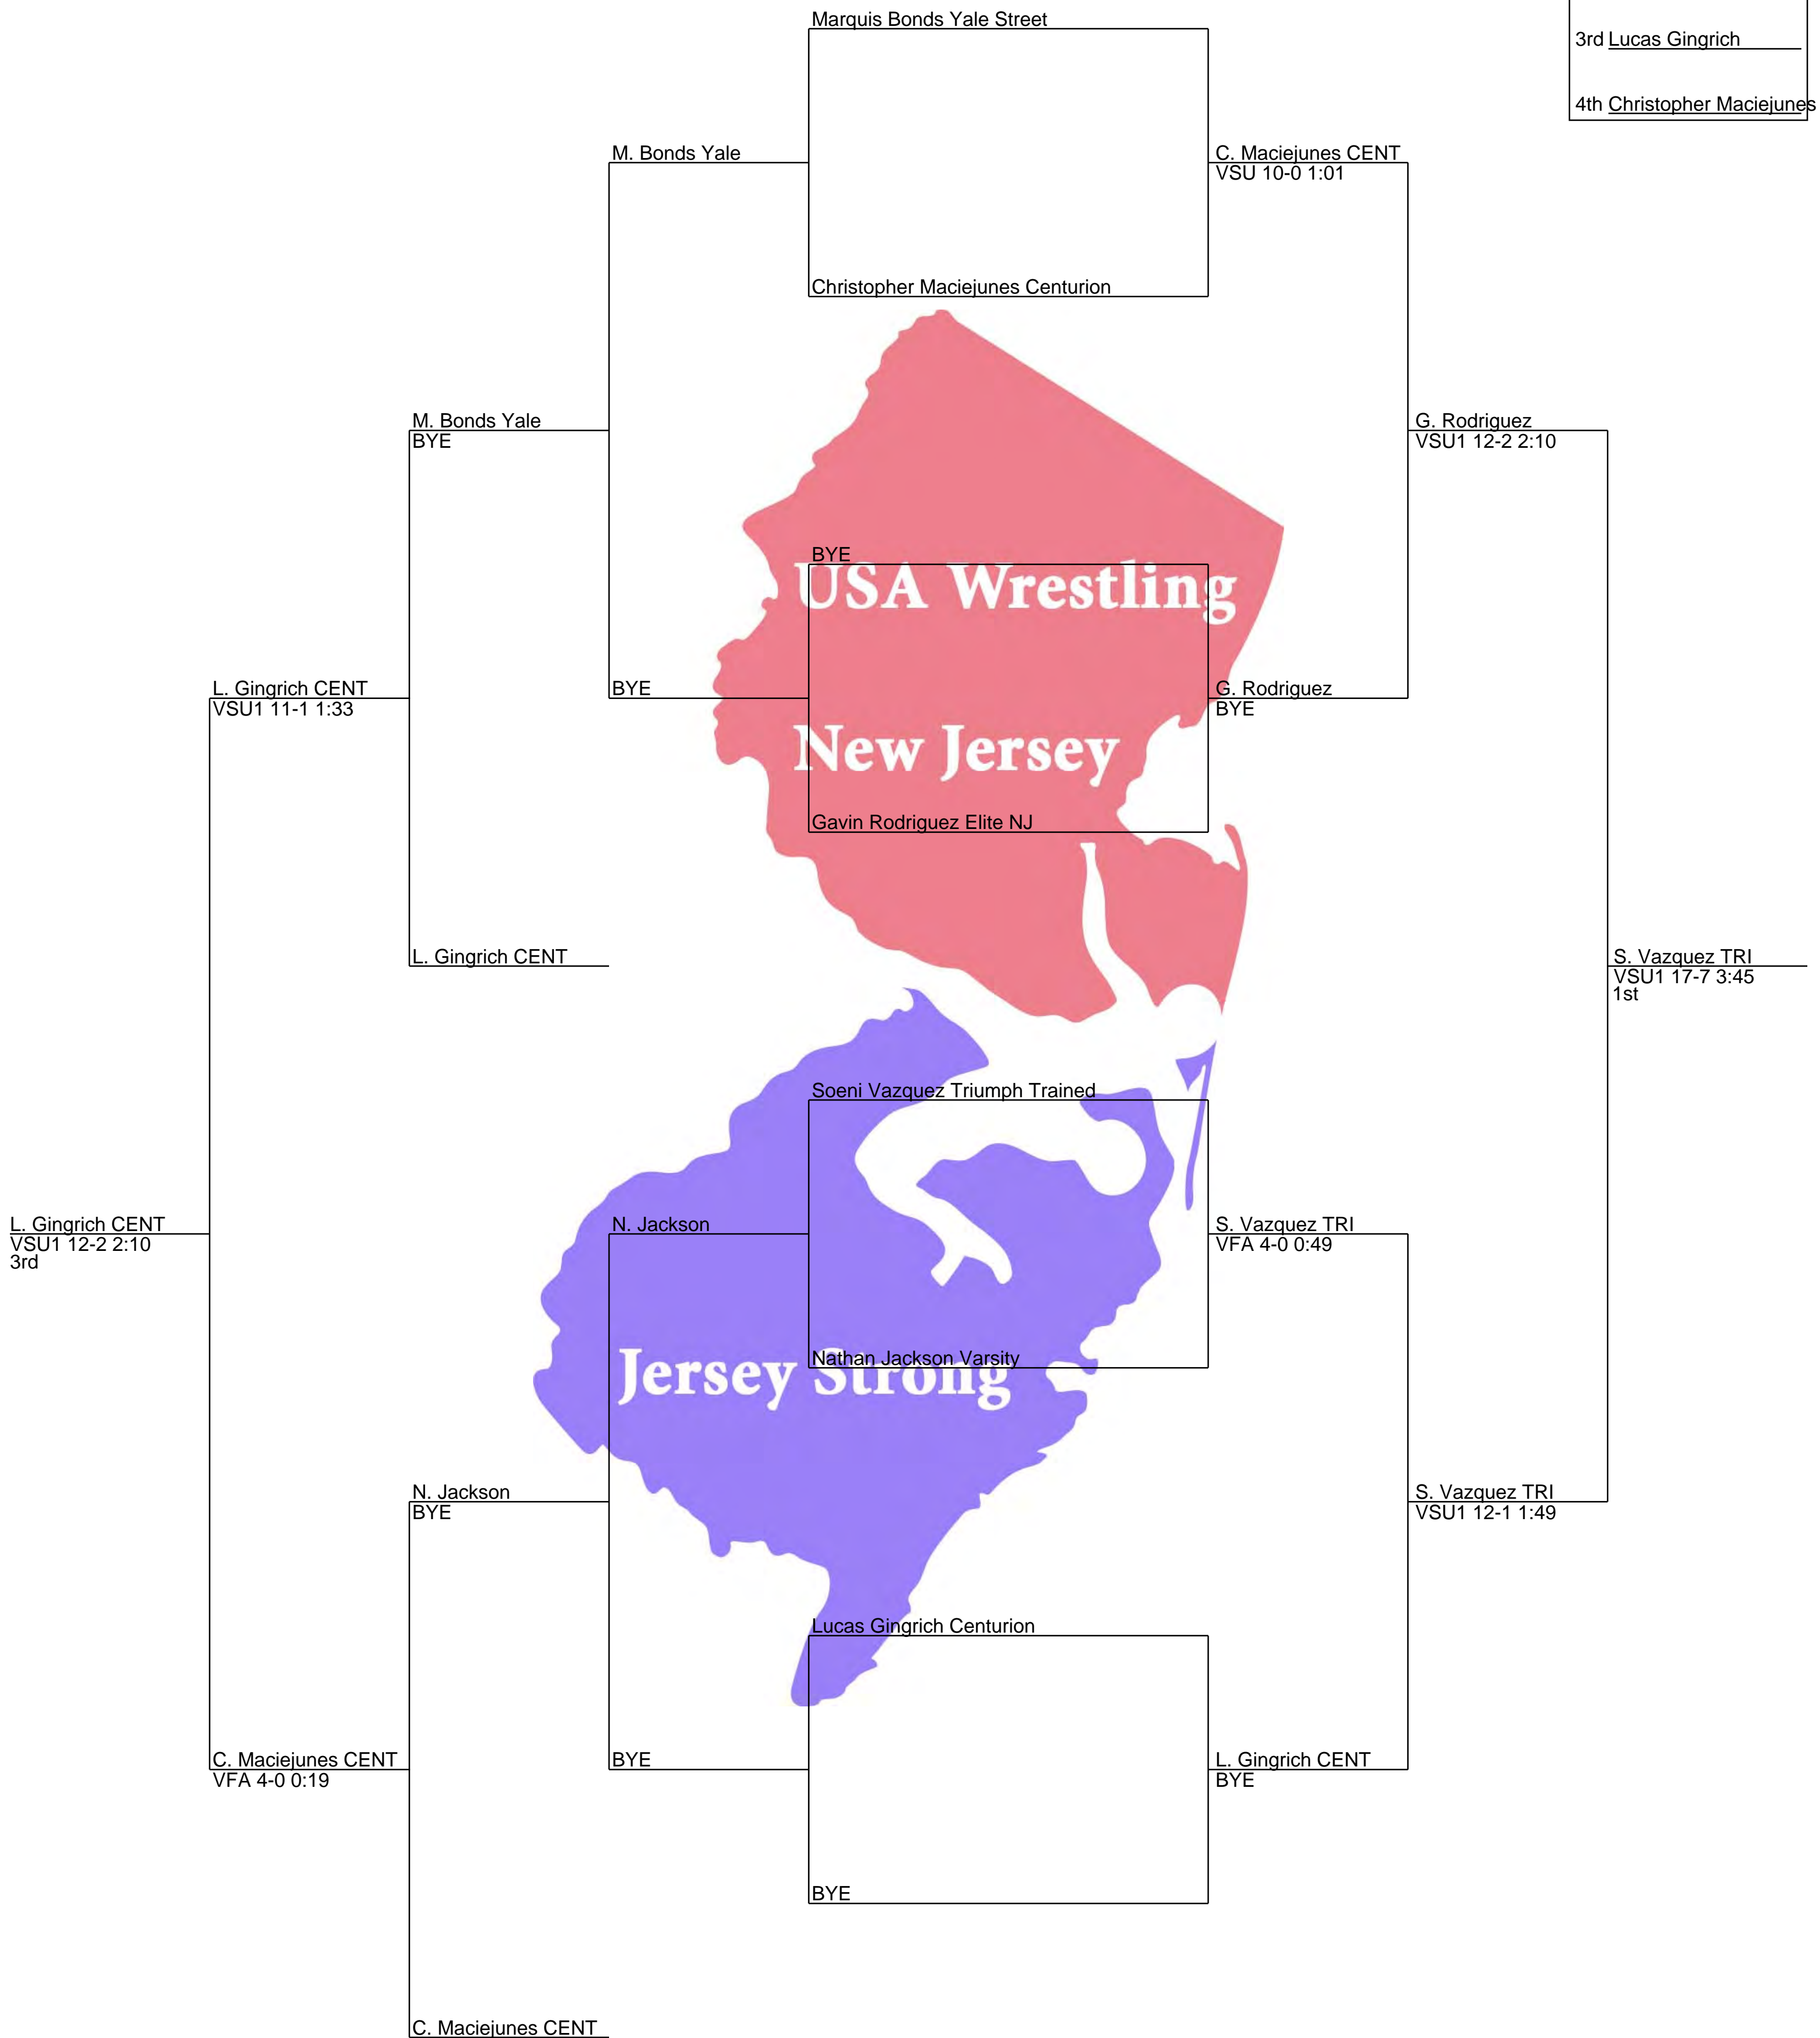 Marquis Bonds Yale Street
3rd Lucas Gingrich
4th Christopher Maciejunes
M. Bonds Yale
C. Maciejunes CENT
VSU 10-0 1:01
Christopher Maciejunes Centurion
M. Bonds Yale
BYE
G. Rodriguez
VSU1 12-2 2:10
BYE
USA Wrestling
L. Gingrich CENT
VSU1 11-1 1:33
BYE
G. Rodriguez
BYE
New Jersey
Gavin Rodriguez Elite NJ
L. Gingrich CENT
S. Vazquez TRI
VSU1 17-7 3:45
1st
Soeni Vazquez Triumph Trained
L. Gingrich CENT
VSU1 12-2 2:10
3rd
N. Jackson
S. Vazquez TRI
VFA 4-0 0:49
Nathan Jackson Varsity
Jersey Strong
N. Jackson
BYE
S. Vazquez TRI
VSU1 12-1 1:49
Lucas Gingrich Centurion
C. Maciejunes CENT
VFA 4-0 0:19
BYE
L. Gingrich CENT
BYE
BYE
C. Maciejunes CENT